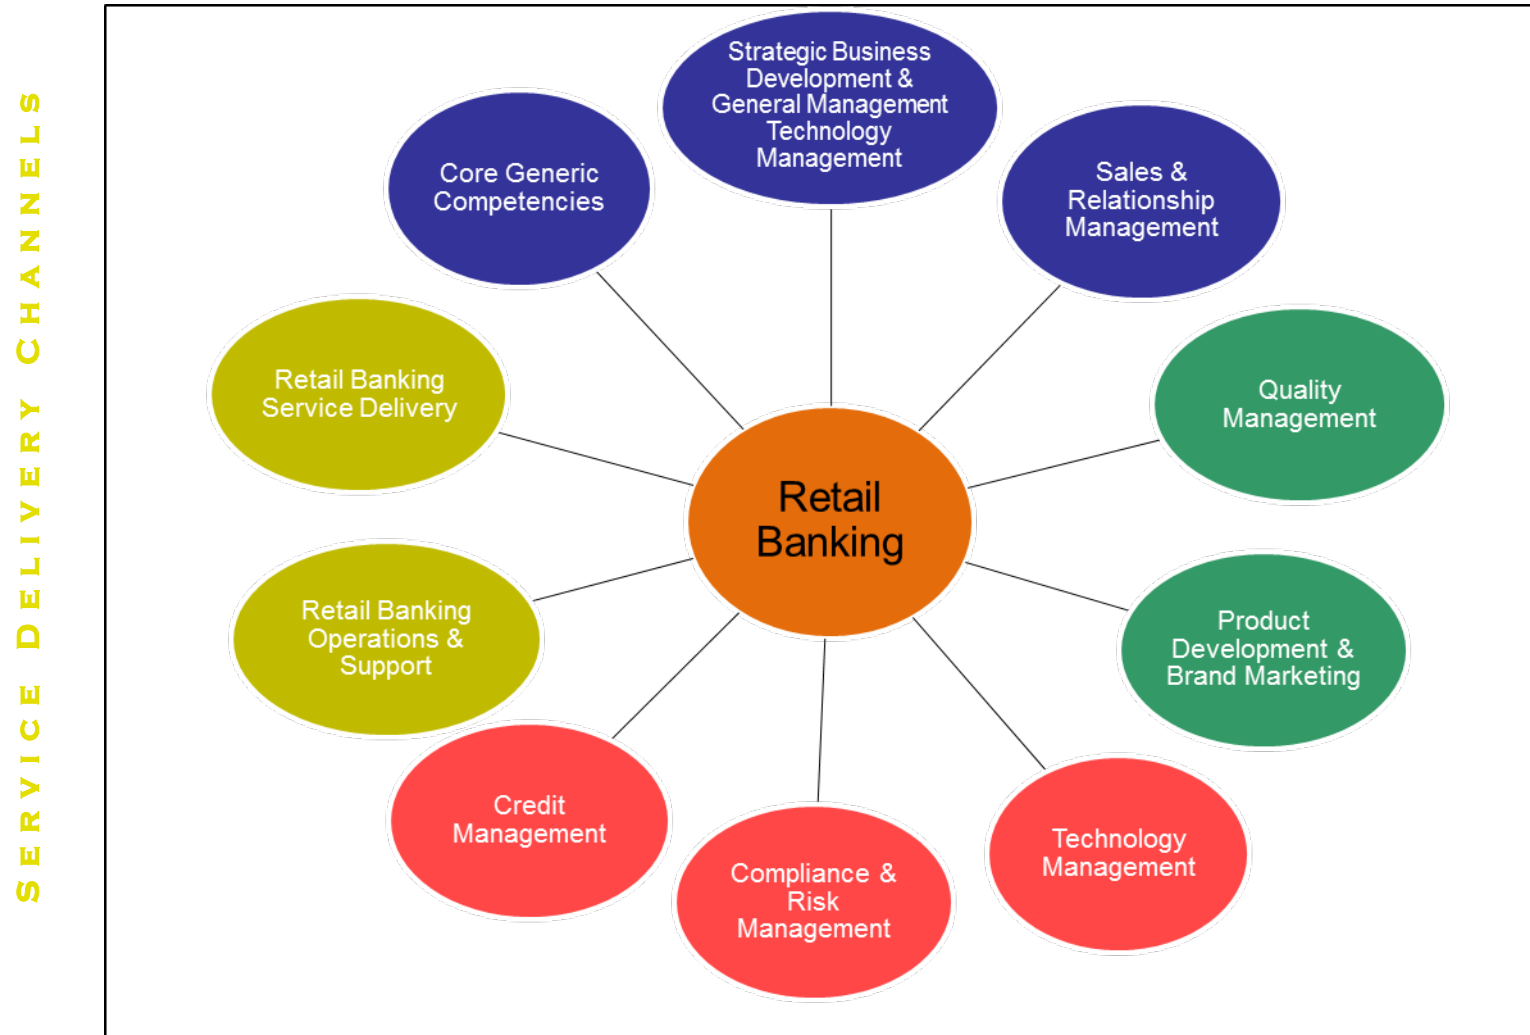 SERVICE DELIVERY CHANNELS
Strategic Business
Development &
General Management
Technology
Management
Core Generic
Competencies
Sales &
Relationship
Management
Retail Banking
Service Delivery
Quality
Management
Retail
Banking
Retail Banking
Operations &
Support
Product
Development &
Brand Marketing
Credit
Management
Technology
Management
Compliance &
Risk
Management